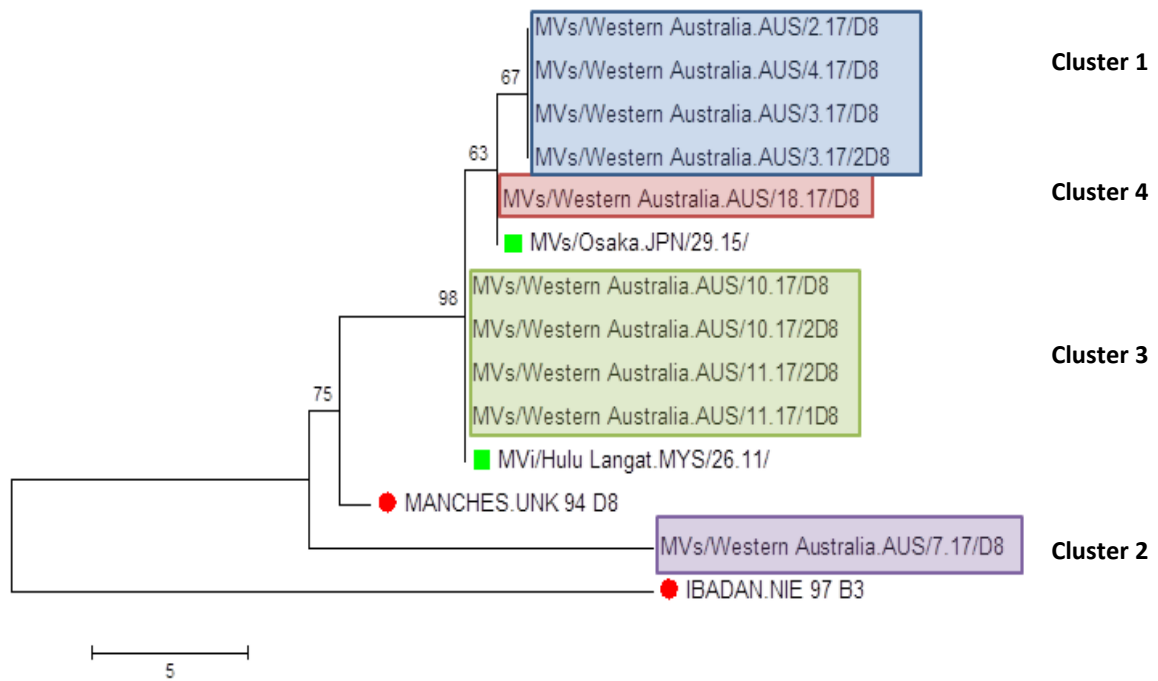 MVs/Western Australia.AUS/2.17/D8
Cluster 1
67
MVs/Western Australia.AUS/4.17/D8
MVs/Western Australia.AUS/3.17/D8
63
MVs/Western Australia.AUS/3.17/2D8
MVs/Western Australia.AUS/18.17/D8
Cluster 4
MVs/Osaka.JPN/29.15/
MVs/Western Australia.AUS/10.17/D8
98
MVs/Western Australia.AUS/10.17/2D8
Cluster 3
MVs/Western Australia.AUS/11.17/2D8
75
MVs/Western Australia.AUS/11.17/1D8
MVi/Hulu Langat.MYS/26.11/
MANCHES.UNK 94 D8
MVs/Western Australia.AUS/7.17/D8
Cluster 2
IBADAN.NIE 97 B3
5